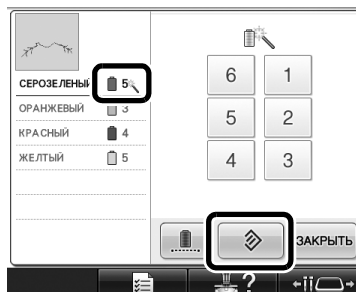 СЕРОЗЕЛЕНЫЙ 5
ОРАНЖЕВЫЙ 3
КРАСНЫЙ 4
ЖЕЛТЫЙ 5
6 1
5 2
4 3
ЗАКРЫТЬ
?